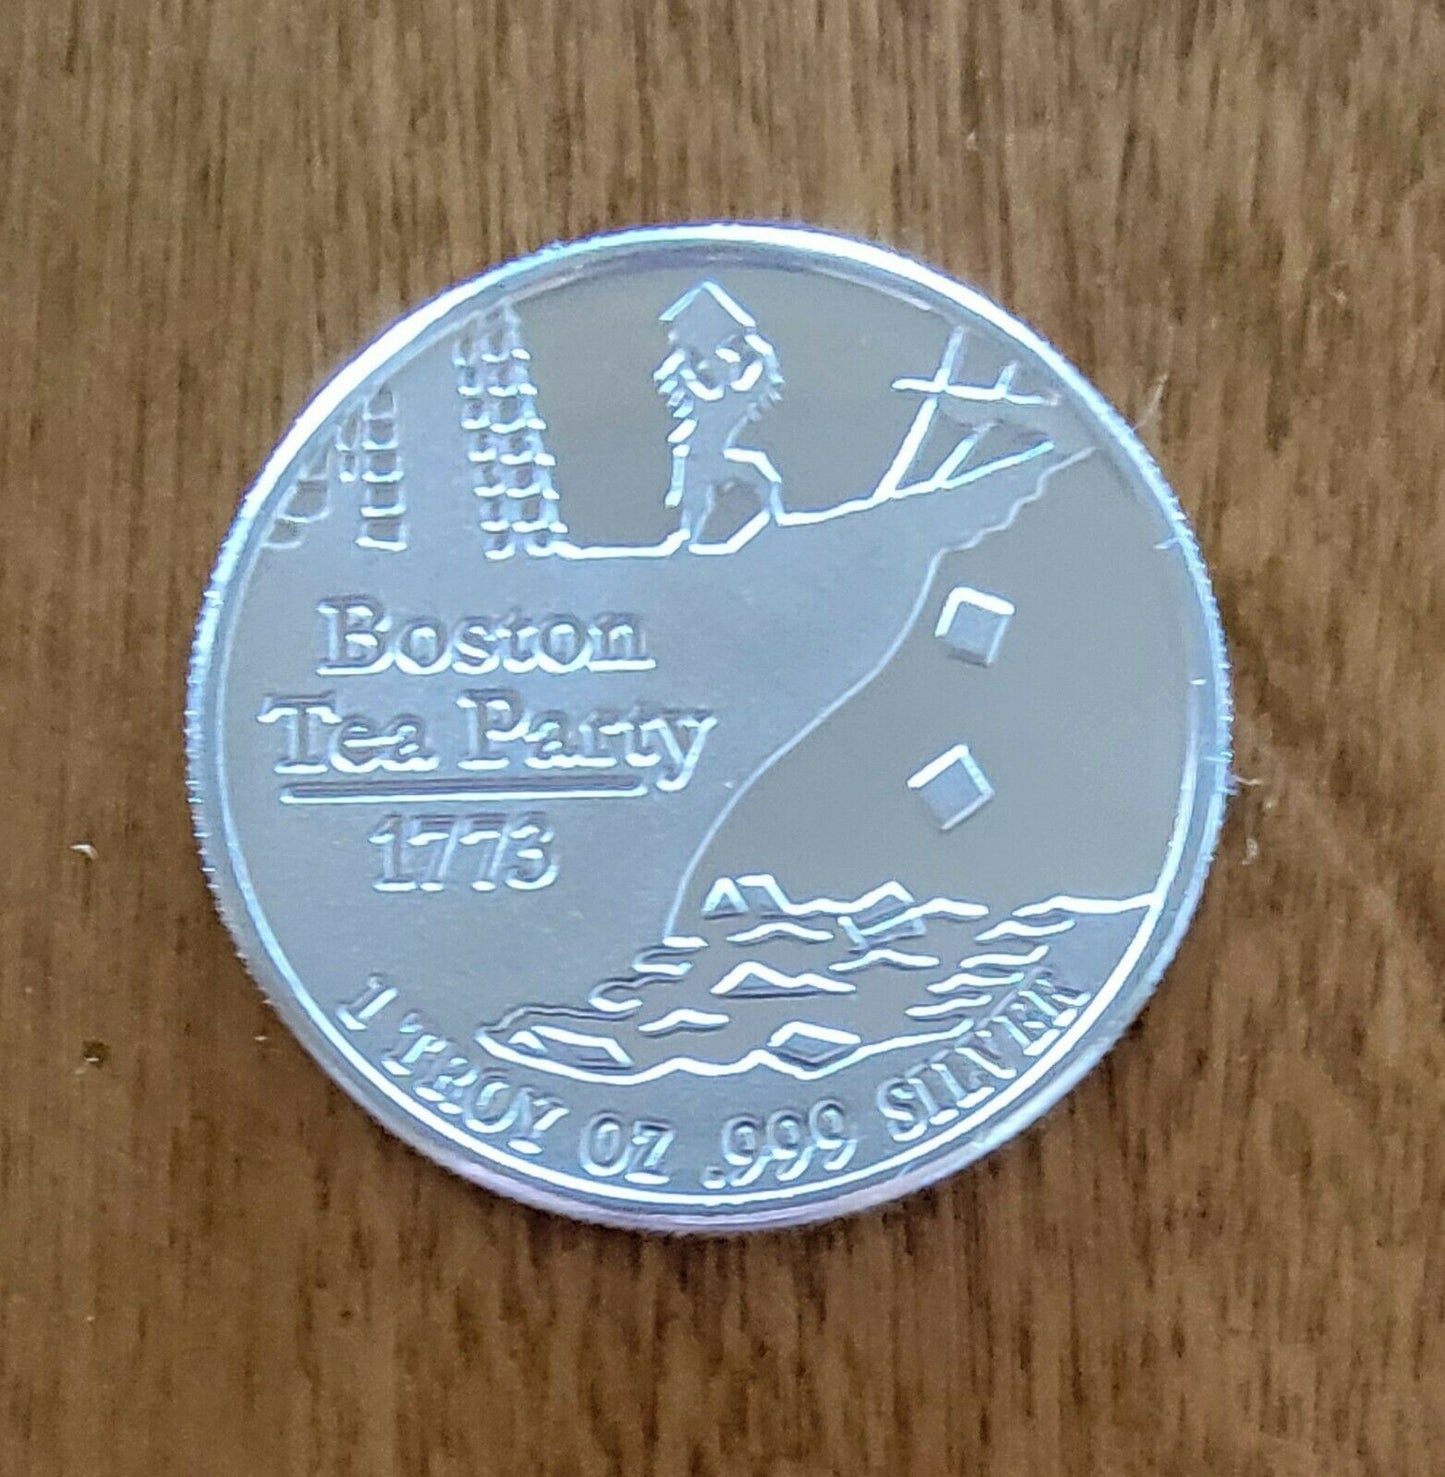 Boston
Tea Party
1773
1 TROY OZ .999 SILVER